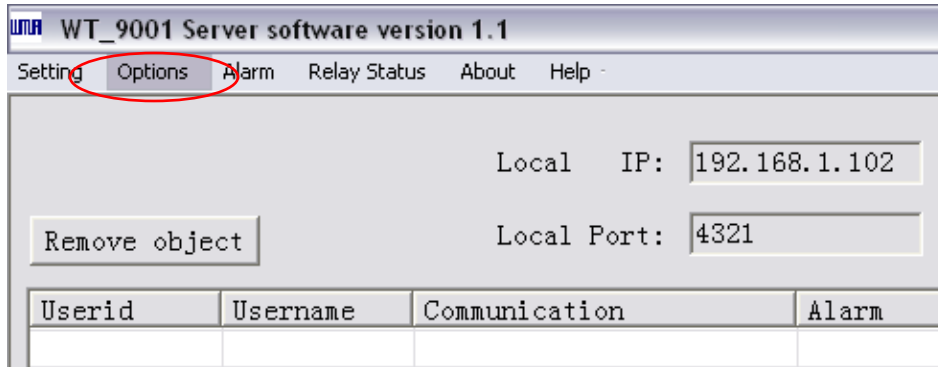 WT_9001 Server software version 1.1
Setting Options Alarm Relay Status About Help
Local IP: 192.168.1.102
Remove object
Local Port: 4321
Userid Username Communication Alarm